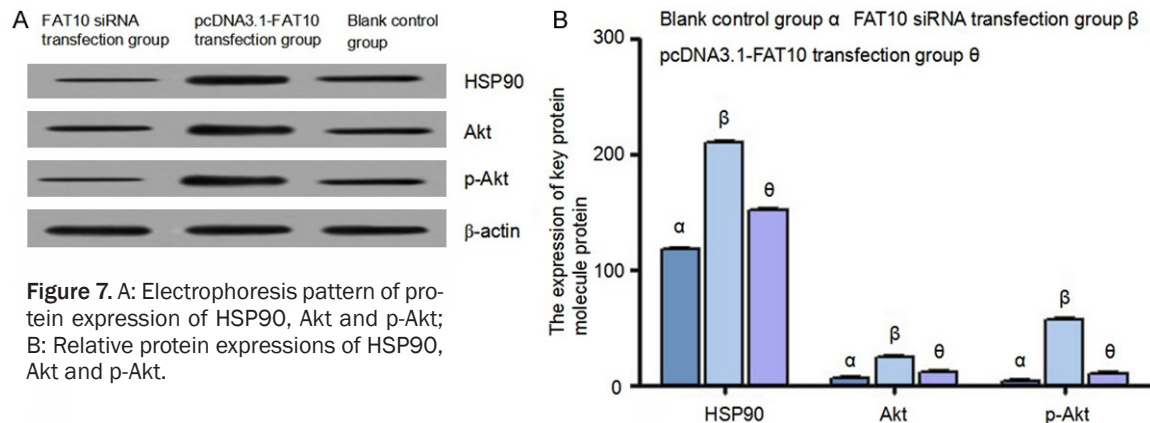 A
FAT10 siRNA
transfection group
pcDNA3.1-FAT10
transfection group
Blank control
group
HSP90
Akt
p-Akt
β-actin
Figure 7. A: Electrophoresis pattern of pro-
tein expression of HSP90, Akt and p-Akt;
B: Relative protein expressions of HSP90,
Akt and p-Akt.
B
Blank control group α FAT10 siRNA transfection group β
pcDNA3.1-FAT10 transfection group θ
The expression of key protein
molecule protein
300
200
100
0
α
β
θ
α
β
θ
α
β
θ
HSP90
Akt
p-Akt